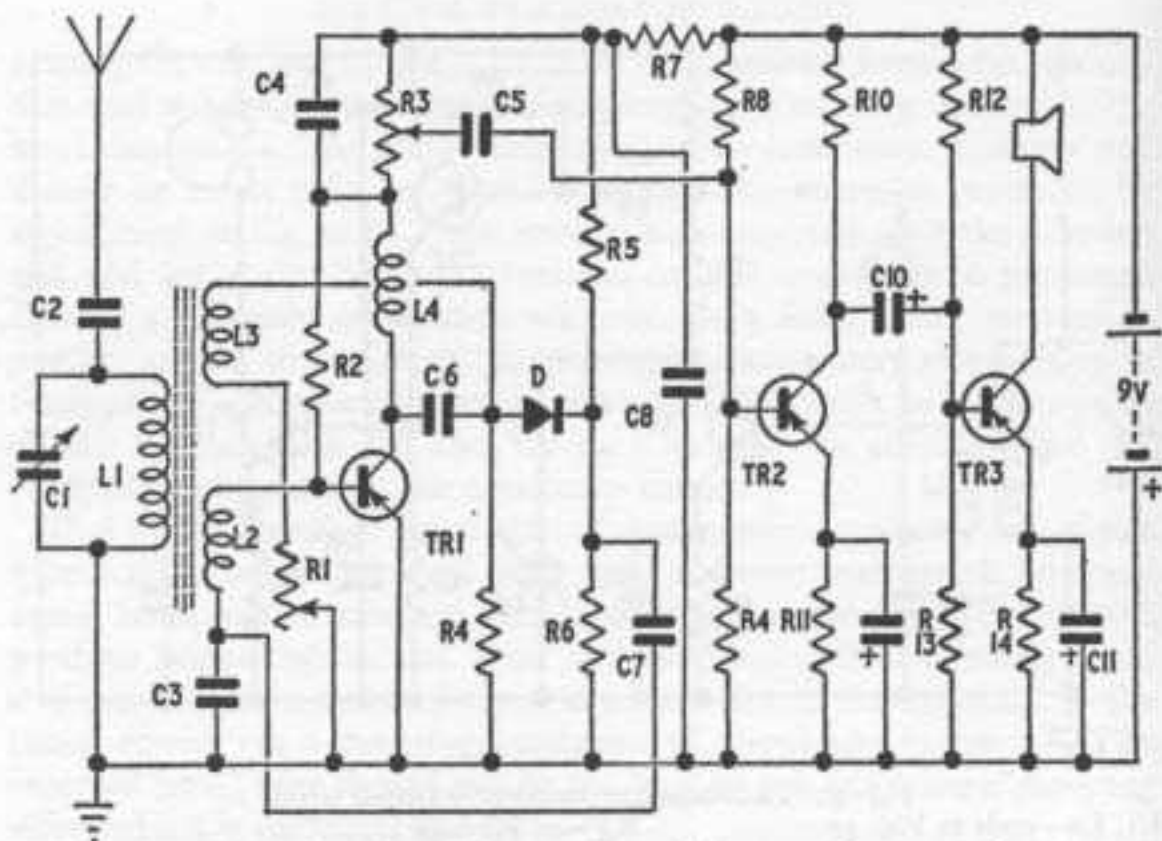 C4
R3
C5
R7
R8
R10
R12
R5
C2
L3
L4
C10
R2
C6
D
C8
9V
C1
L1
TR2
TR3
+
+
L2
TR1
R1
R4
R6
C7
R4
R11
+
R
13
R
14
+
C11
C3